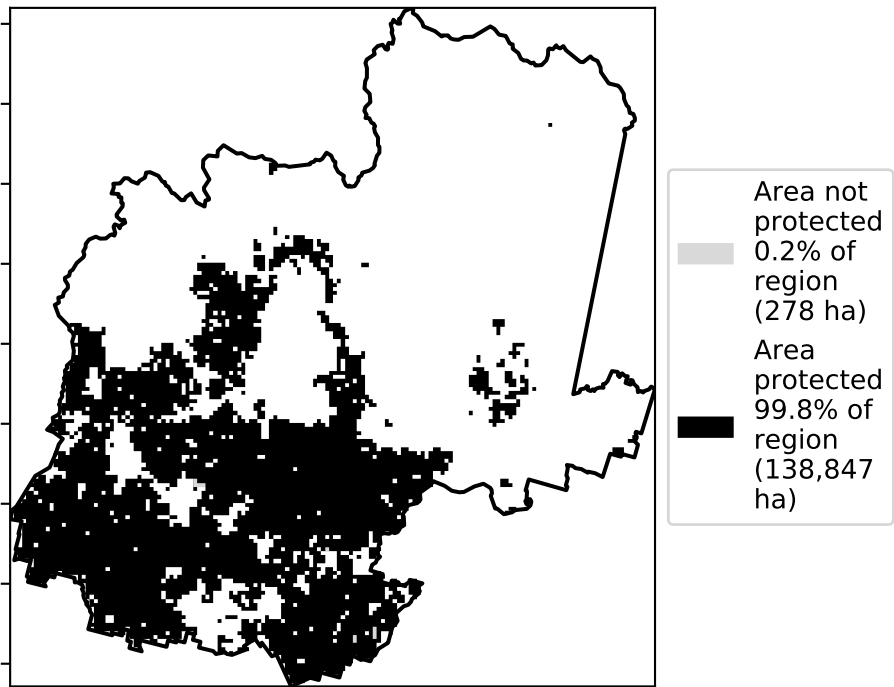 Area not
protected
0.2% of
region
(278 ha)
Area
protected
99.8% of
region
(138,847
ha)